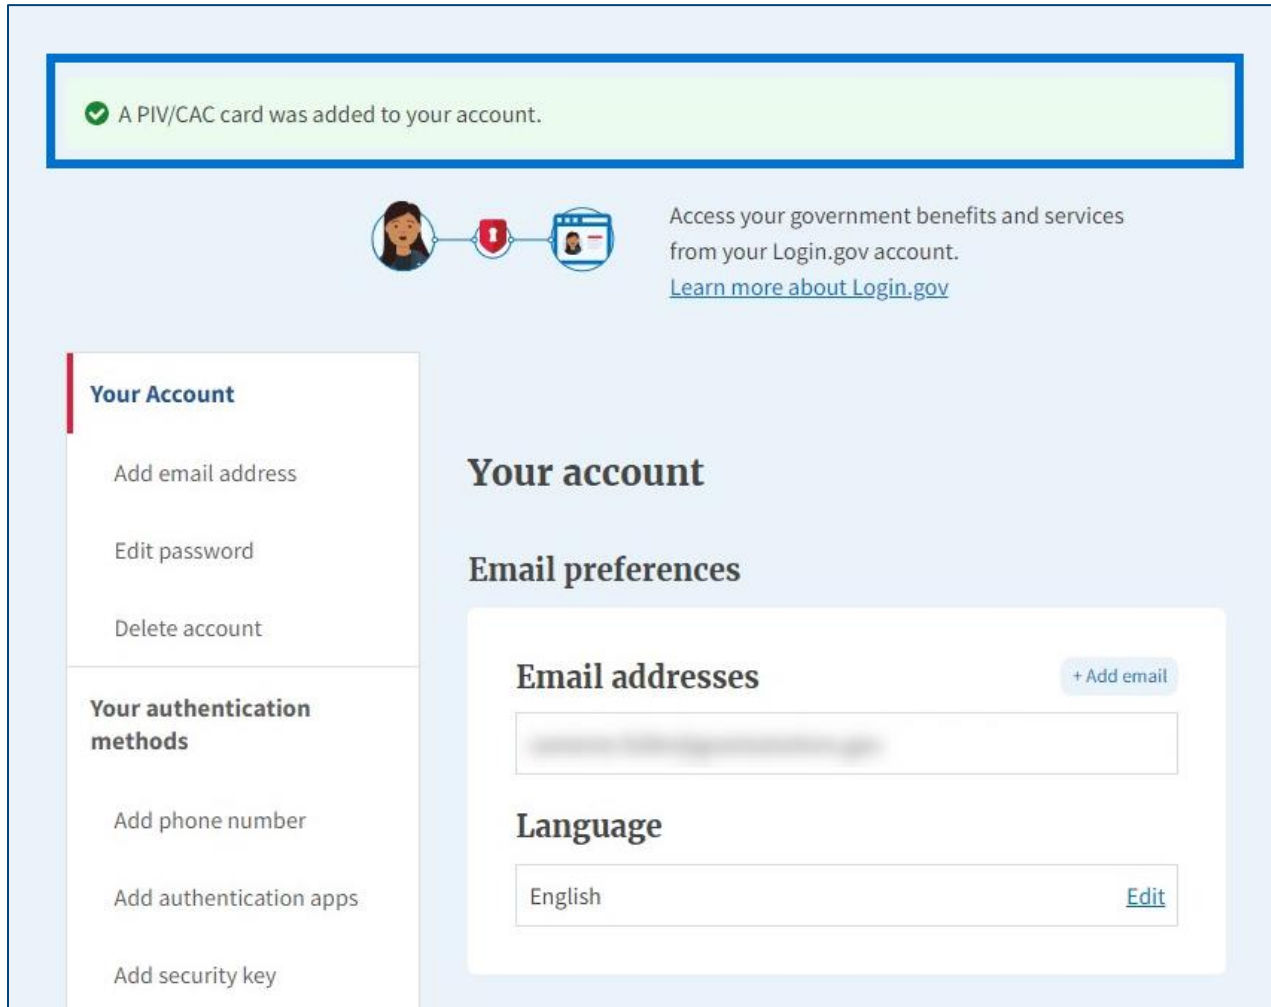 A PIV/CAC card was added to your account.
Access your government benefits and services
from your Login.gov account.
Learn more about Login.gov
Your Account
Add email address
Edit password
Delete account
Your authentication
methods
Add phone number
Add authentication apps
Add security key
Your account
Email preferences
Email addresses
+ Add email
Language
English
Edit